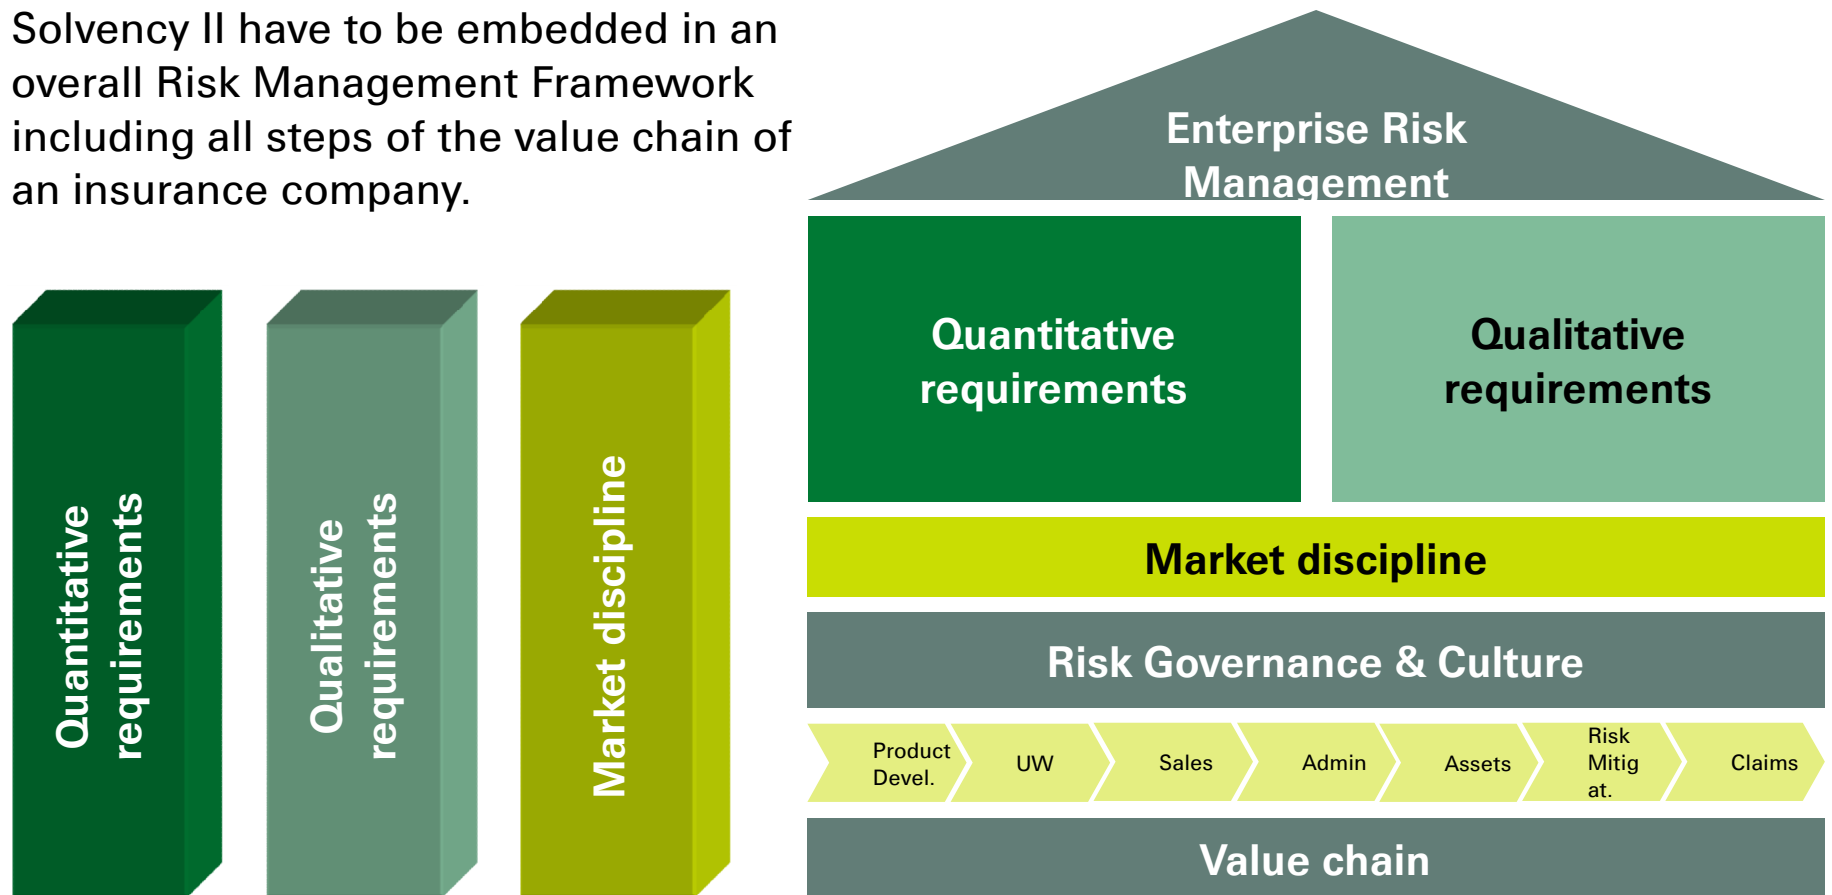 Solvency II have to be embedded in an
overall Risk Management Framework
including all steps of the value chain of
an insurance company.
Quantitative
requirements
Qualitative
requirements
Market discipline
Enterprise Risk
Management
Quantitative
requirements
Qualitative
requirements
Market discipline
Risk Governance & Culture
Product
Devel.
UW
Sales
Admin
Assets
Risk
Mitig
at.
Claims
Value chain